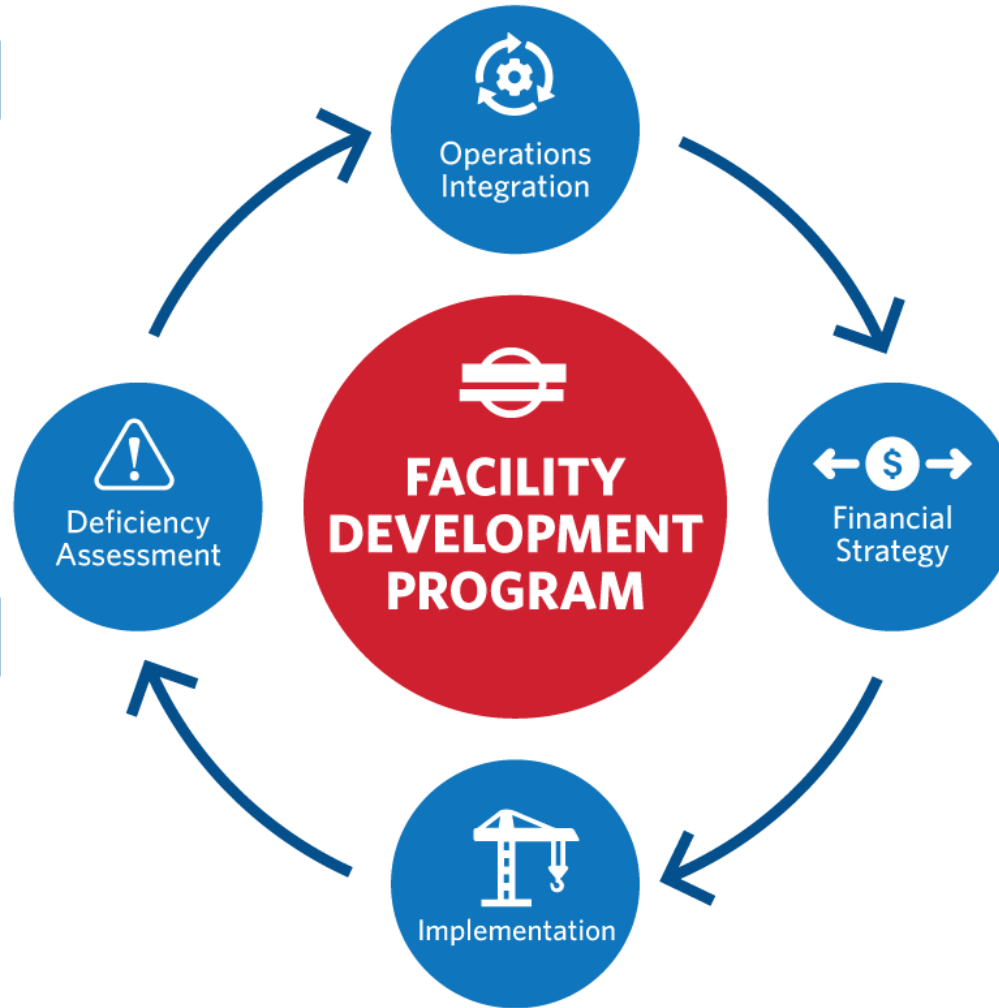 Operations
Integration
FACILITY
DEVELOPMENT
PROGRAM
Deficiency
Assessment
$
Financial
Strategy
Implementation